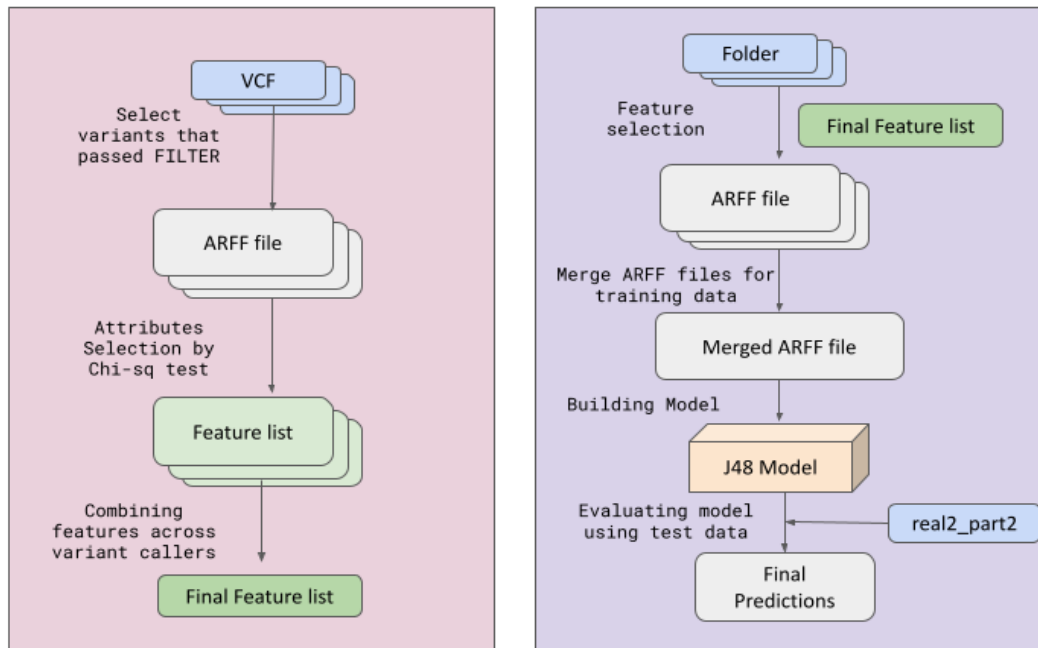 VCF
Select
variants that
passed FILTER
ARFF file
Attributes
Selection by
Chi-sq test
Feature list
Combining
features across
variant callers
Final Feature list
Folder
Feature
selection
Final Feature list
ARFF file
Merge ARFF files for
training data
Merged ARFF file
Building Model
J48 Model
Evaluating model
using test data
real2_part2
Final
Predictions